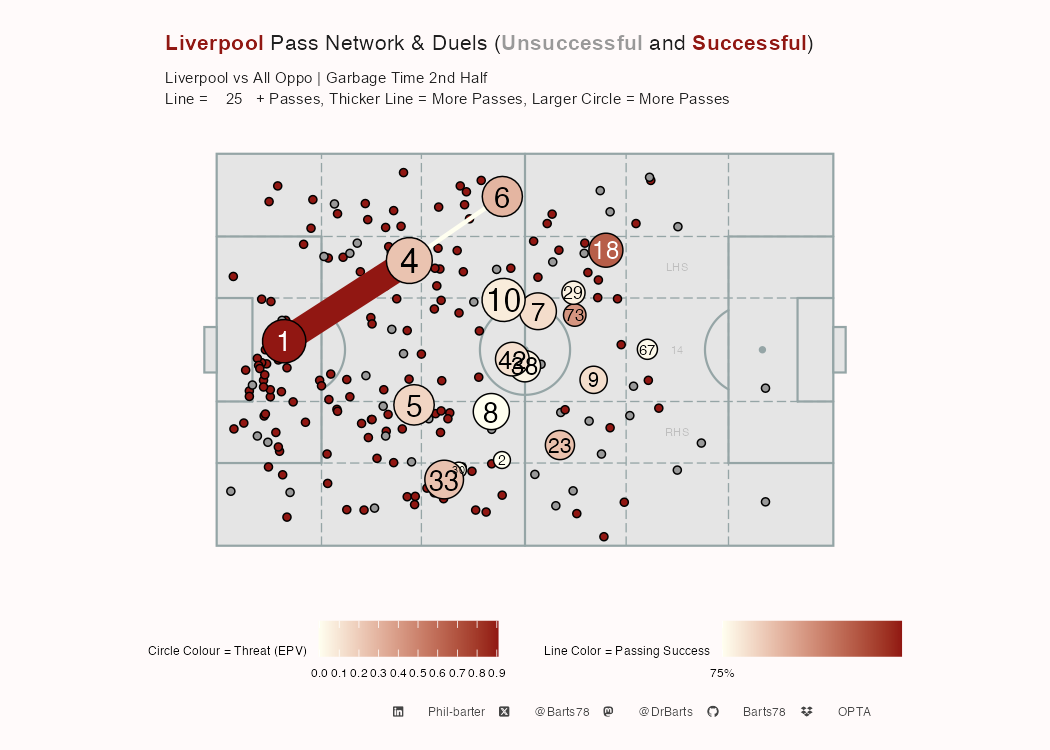 Liverpool Pass Network & Duels (Unsuccessful and Successful)
Liverpool vs All Oppo | Garbage Time 2nd Half
Line = 25 + Passes, Thicker Line = More Passes, Larger Circle = More Passes
6
4
18
LHS
29
10
7
73
1
67
14
42
38
9
5
8
RHS
23
2
30
33
Circle Colour = Threat (EPV)
0.0 0.1 0.2 0.3 0.4 0.5 0.6 0.7 0.8 0.9
Line Color = Passing Success
75%
Phil-barter @Barts78 @DrBarts Barts78 OPTA